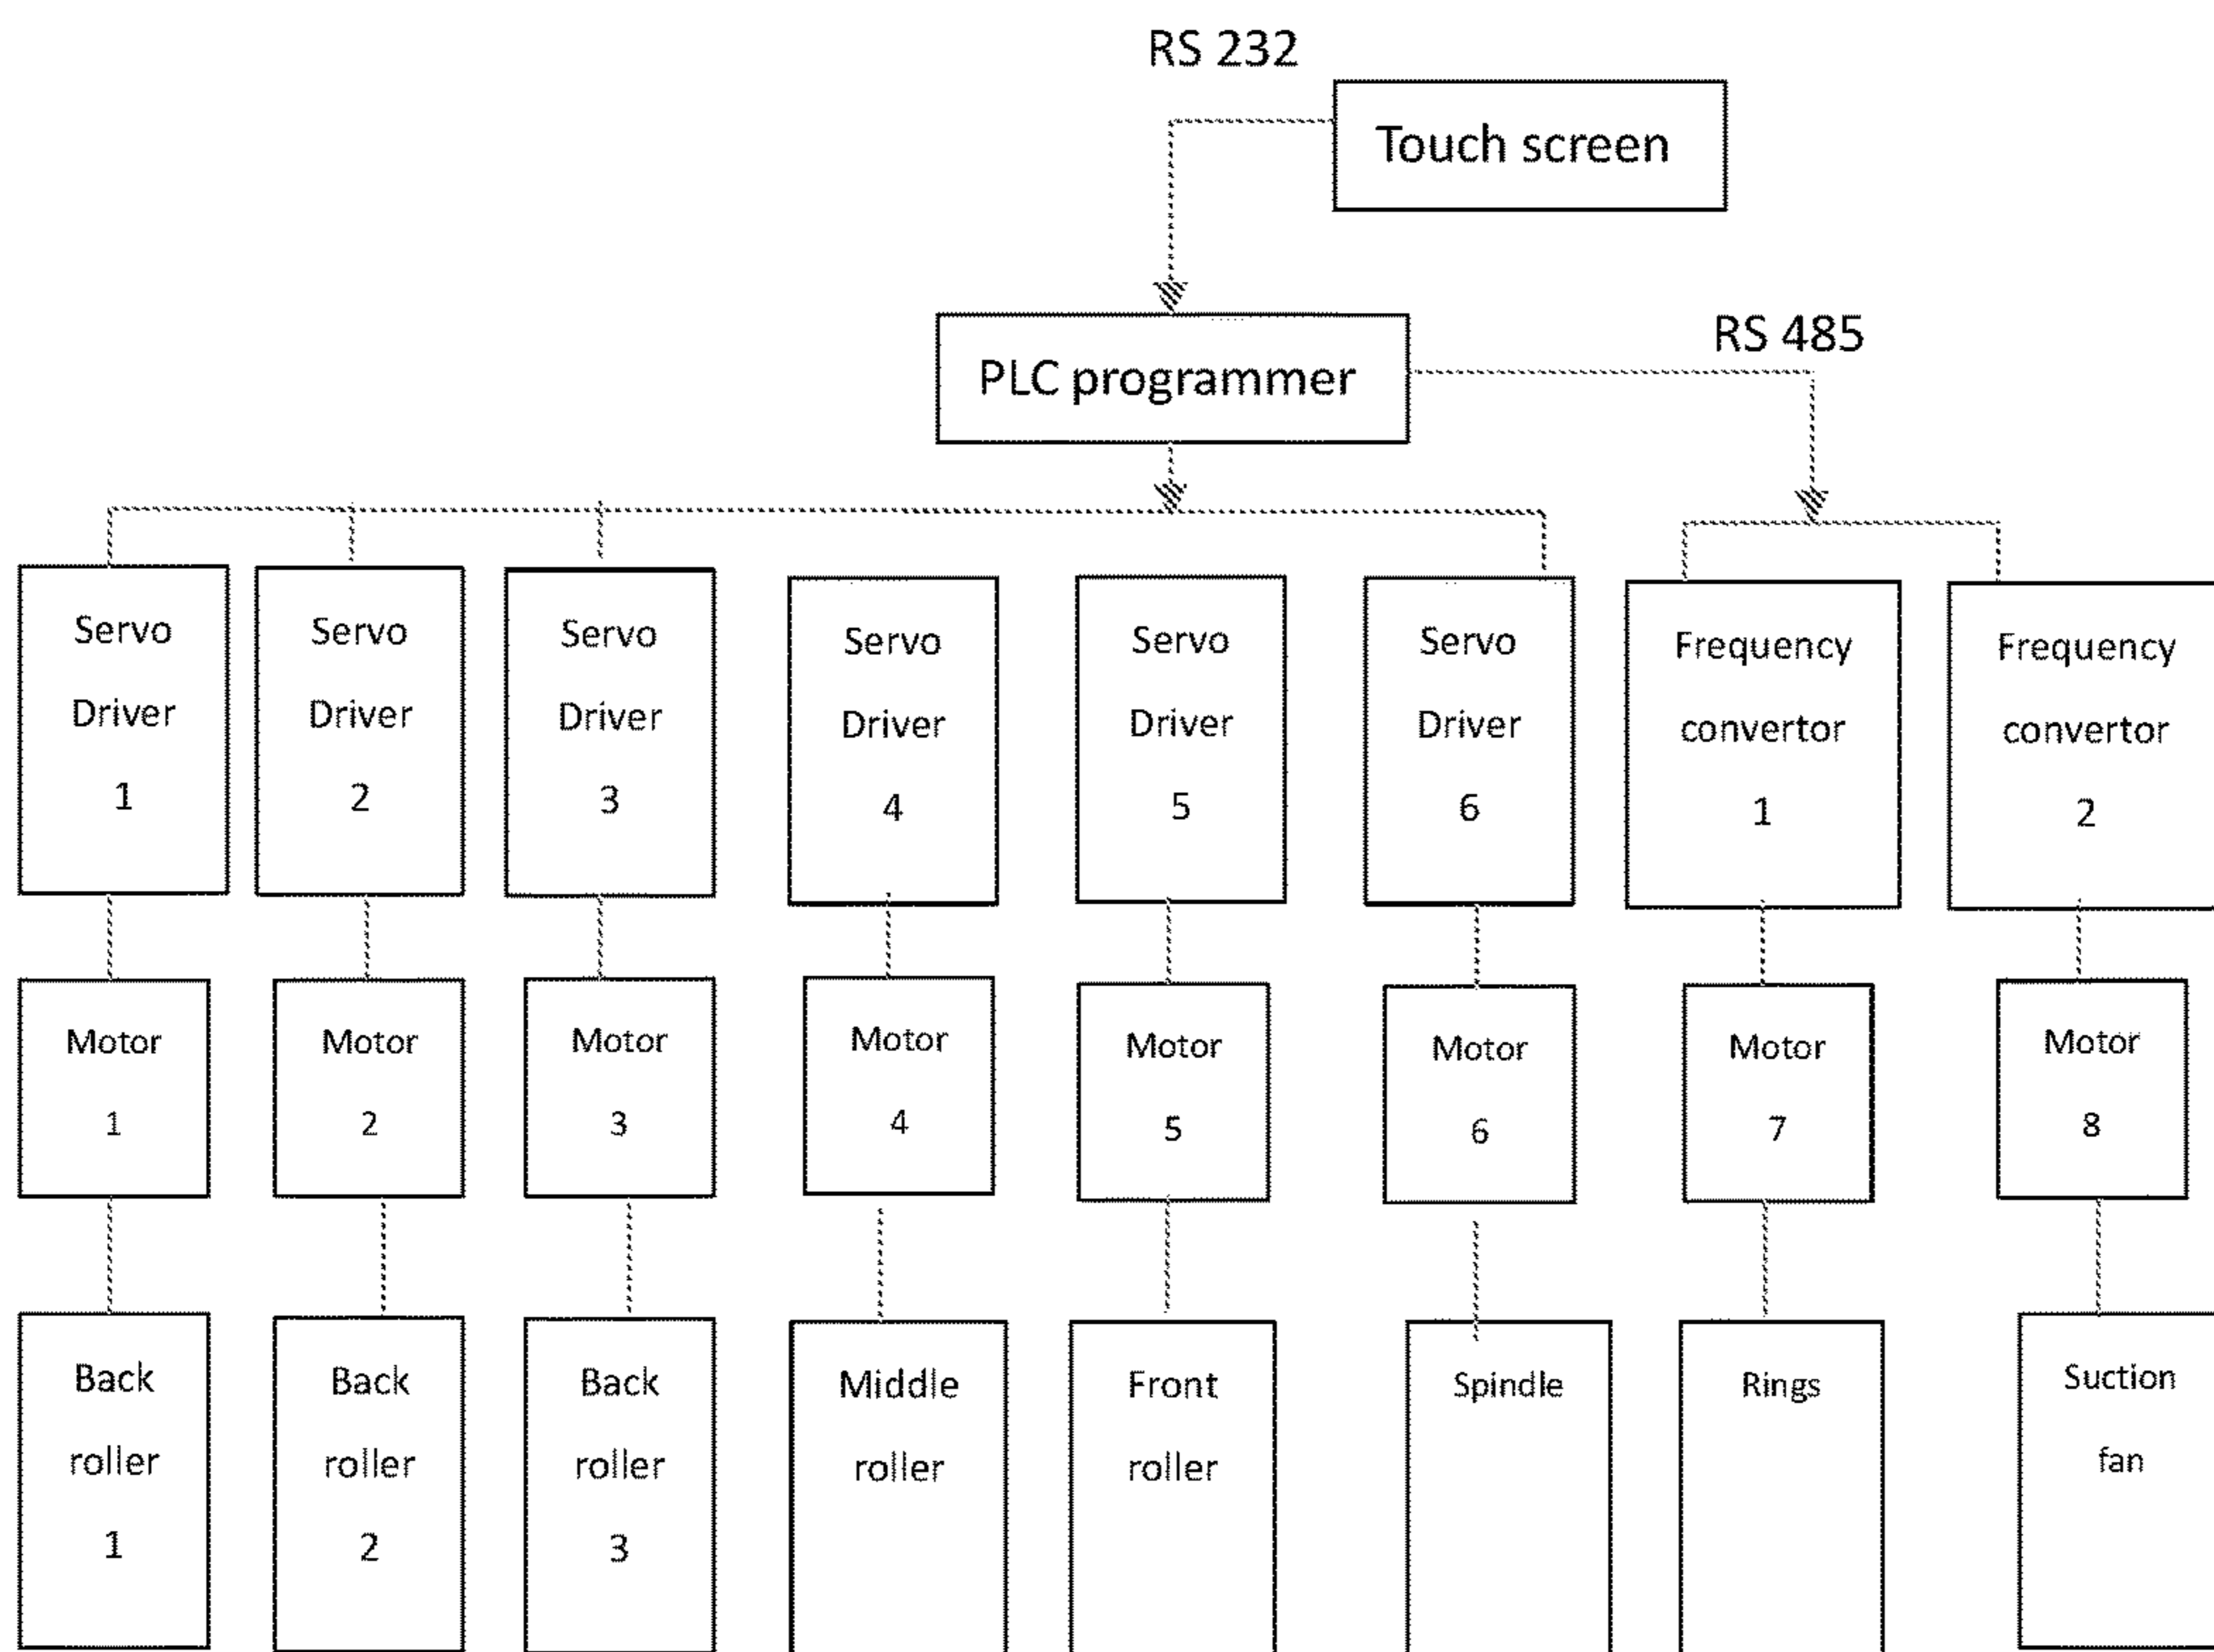 RS 232
Touch screen
PLC programmer
RS 485
Servo
Driver
1
Servo
Driver
2
Servo
Driver
3
Servo
Driver
4
Servo
Driver
5
Servo
Driver
6
Frequency
convertor
1
Frequency
convertor
2
Motor
1
Motor
2
Motor
3
Motor
4
Motor
5
Motor
6
Motor
7
Motor
8
Back
roller
1
Back
roller
2
Back
roller
3
Middle
roller
Front
roller
Spindle
Rings
Suction
fan